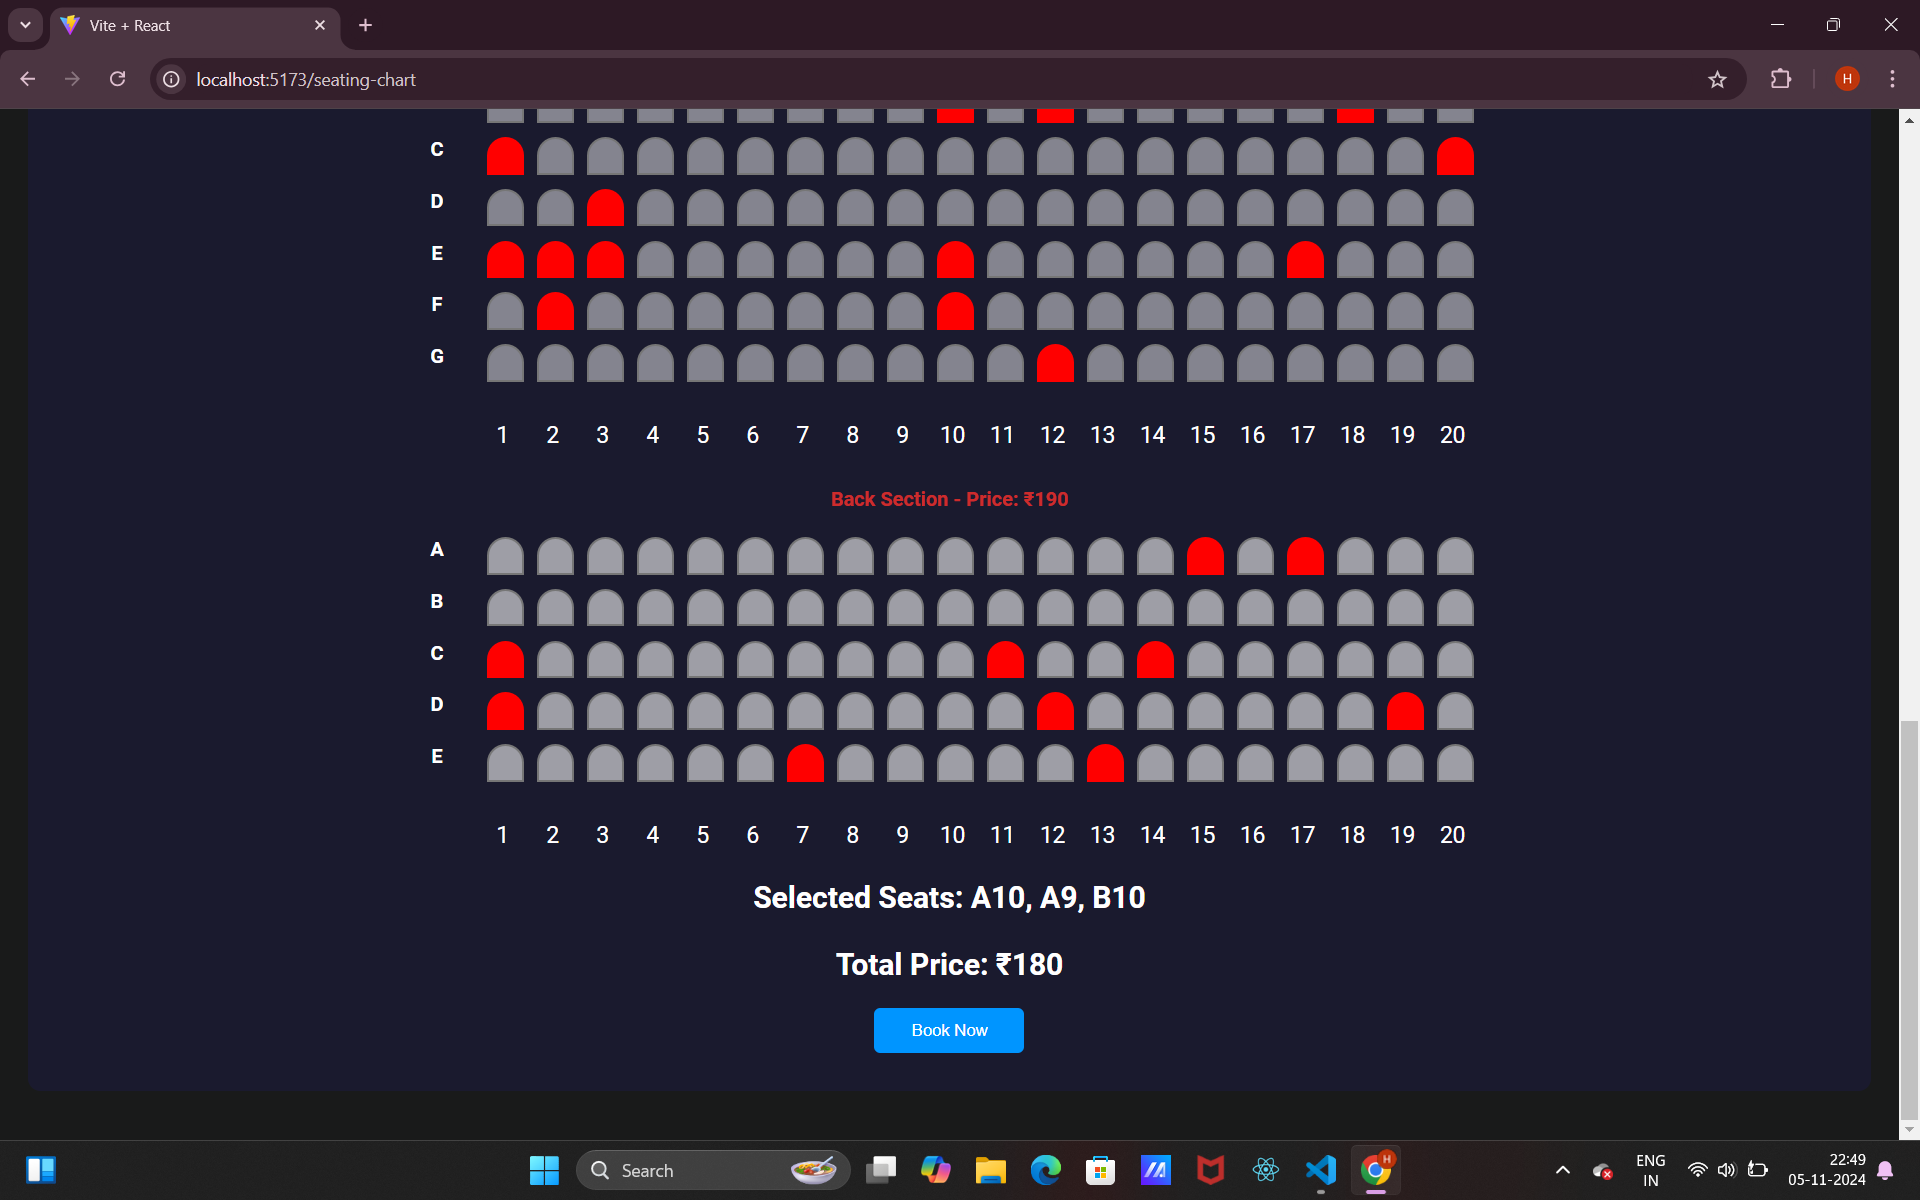 Vite + React
localhost:5173/seating-chart
H
C
D
E
F
G
1 2 3 4 5 6 7 8 9 10 11 12 13 14 15 16 17 18 19 20
Back Section - Price: ₹190
A
B
C
D
E
1 2 3 4 5 6 7 8 9 10 11 12 13 14 15 16 17 18 19 20
Selected Seats: A10, A9, B10
Total Price: ₹180
Book Now
Search
H
ENG
IN
22:49
05-11-2024